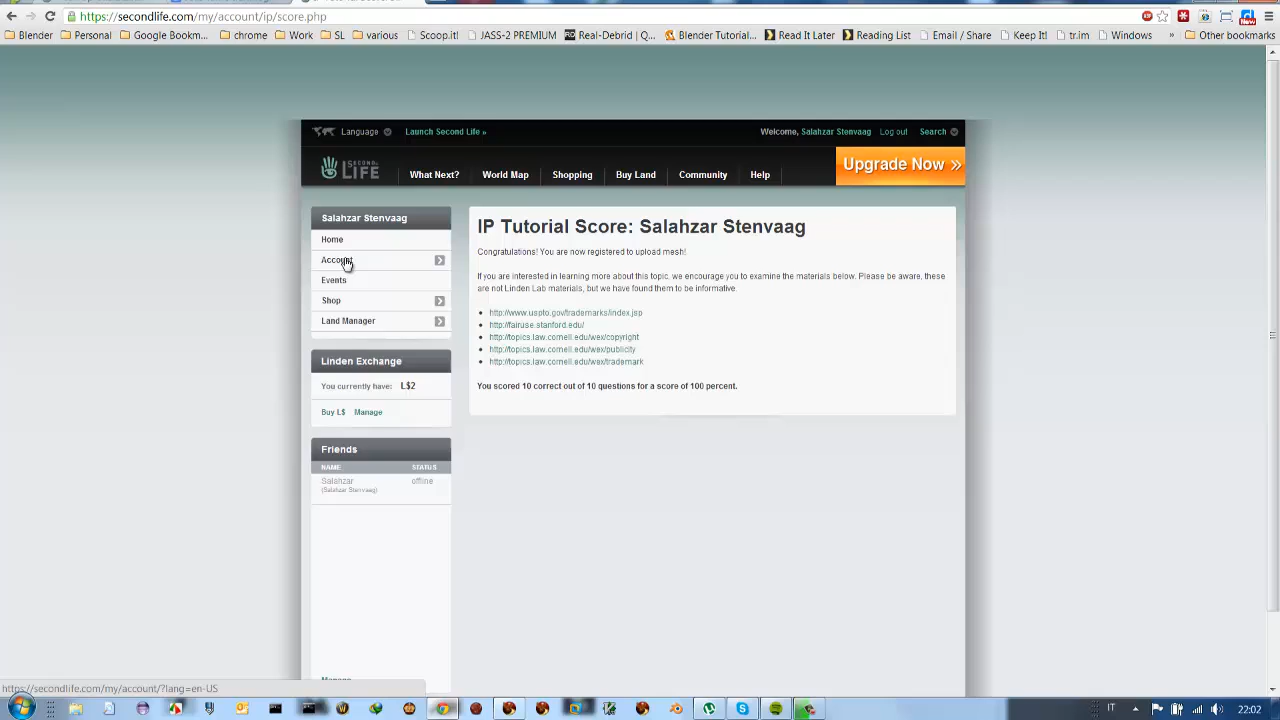 https://secondlife.com/my/account/ip/score.php
Blender Personal Google Bookm... chrome Work SL various Scoop.it! JASS-2 PREMIUM Real-Debrid | Q... Blender Tutorial... Read It Later Reading List Email / Share Keep It! tr.im Windows » Other bookmarks
Language Launch Second Life » Welcome, Salahzar Stenvaag Log out Search
SECOND LIFE What Next? World Map Shopping Buy Land Community Help Upgrade Now »
Salahzar Stenvaag
Home
Account
Events
Shop
Land Manager
Linden Exchange
You currently have: L$2
Buy L$ Manage
Friends
NAME STATUS
Salahzar offline
(Salahzar Stenvaag)
IP Tutorial Score: Salahzar Stenvaag
Congratulations! You are now registered to upload mesh!
If you are interested in learning more about this topic, we encourage you to examine the materials below. Please be aware, these
are not Linden Lab materials, but we have found them to be informative.
http://www.uspto.gov/trademarks/index.jsp
http://fairuse.stanford.edu/
http://topics.law.cornell.edu/wex/copyright
http://topics.law.cornell.edu/wex/publicity
http://topics.law.cornell.edu/wex/trademark
You scored 10 correct out of 10 questions for a score of 100 percent.
http://secondlife.com/my/account/?lang=en-US
IT 22:02